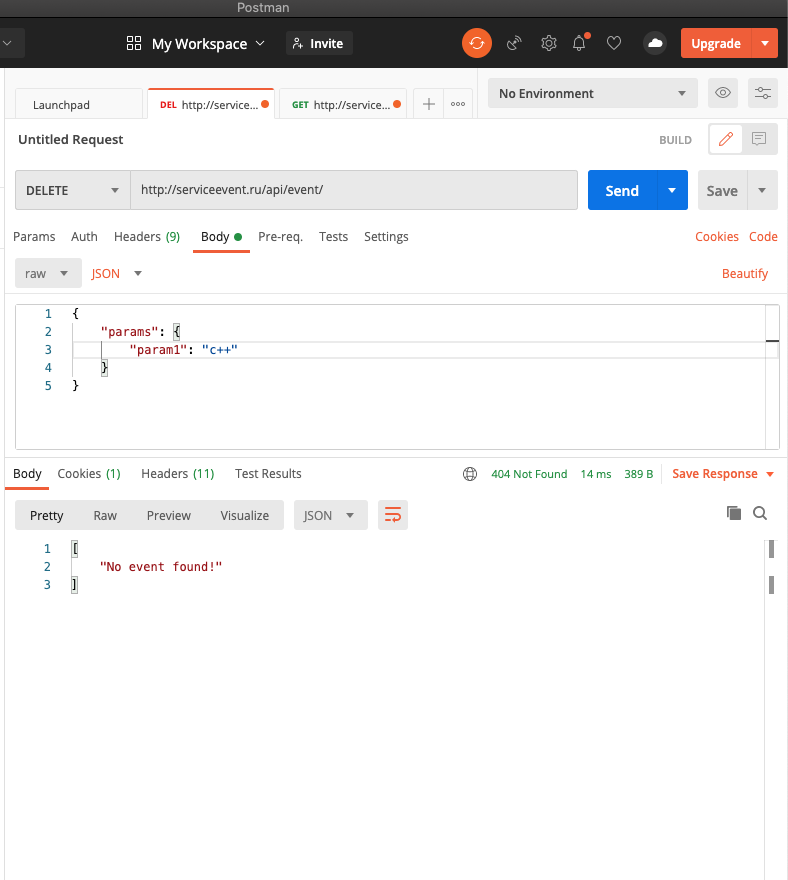 Postman
My Workspace
Invite
Upgrade
Launchpad
DEL http://service...
GET http://service...
No Environment
Untitled Request
BUILD
DELETE
http://serviceevent.ru/api/event/
Send
Save
Params Auth Headers (9) Body Pre-req. Tests Settings
Cookies Code
raw
JSON
Beautify
1 {
2 "params": {
3 "param1": "c++"
4 }
5 }
Body Cookies (1) Headers (11) Test Results
404 Not Found 14 ms 389 B Save Response
Pretty Raw Preview Visualize JSON
1 [
2 "No event found!"
3 ]